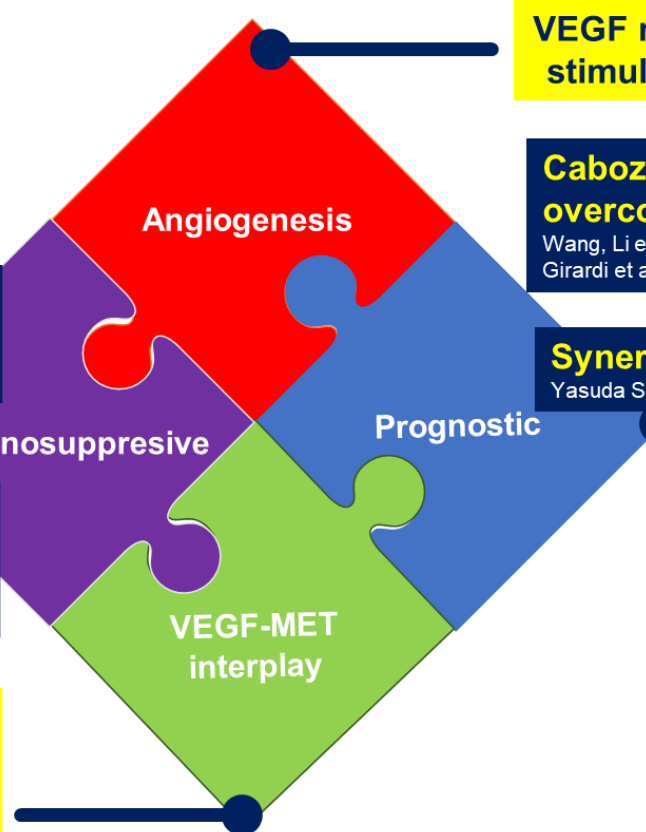 VEGF
stimul
Caboz
overco
Wang, Li e
Girardi et a
Angiogenesis
Syner
Yasuda S
Prognostic
nosuppresive
VEGF-MET
interplay